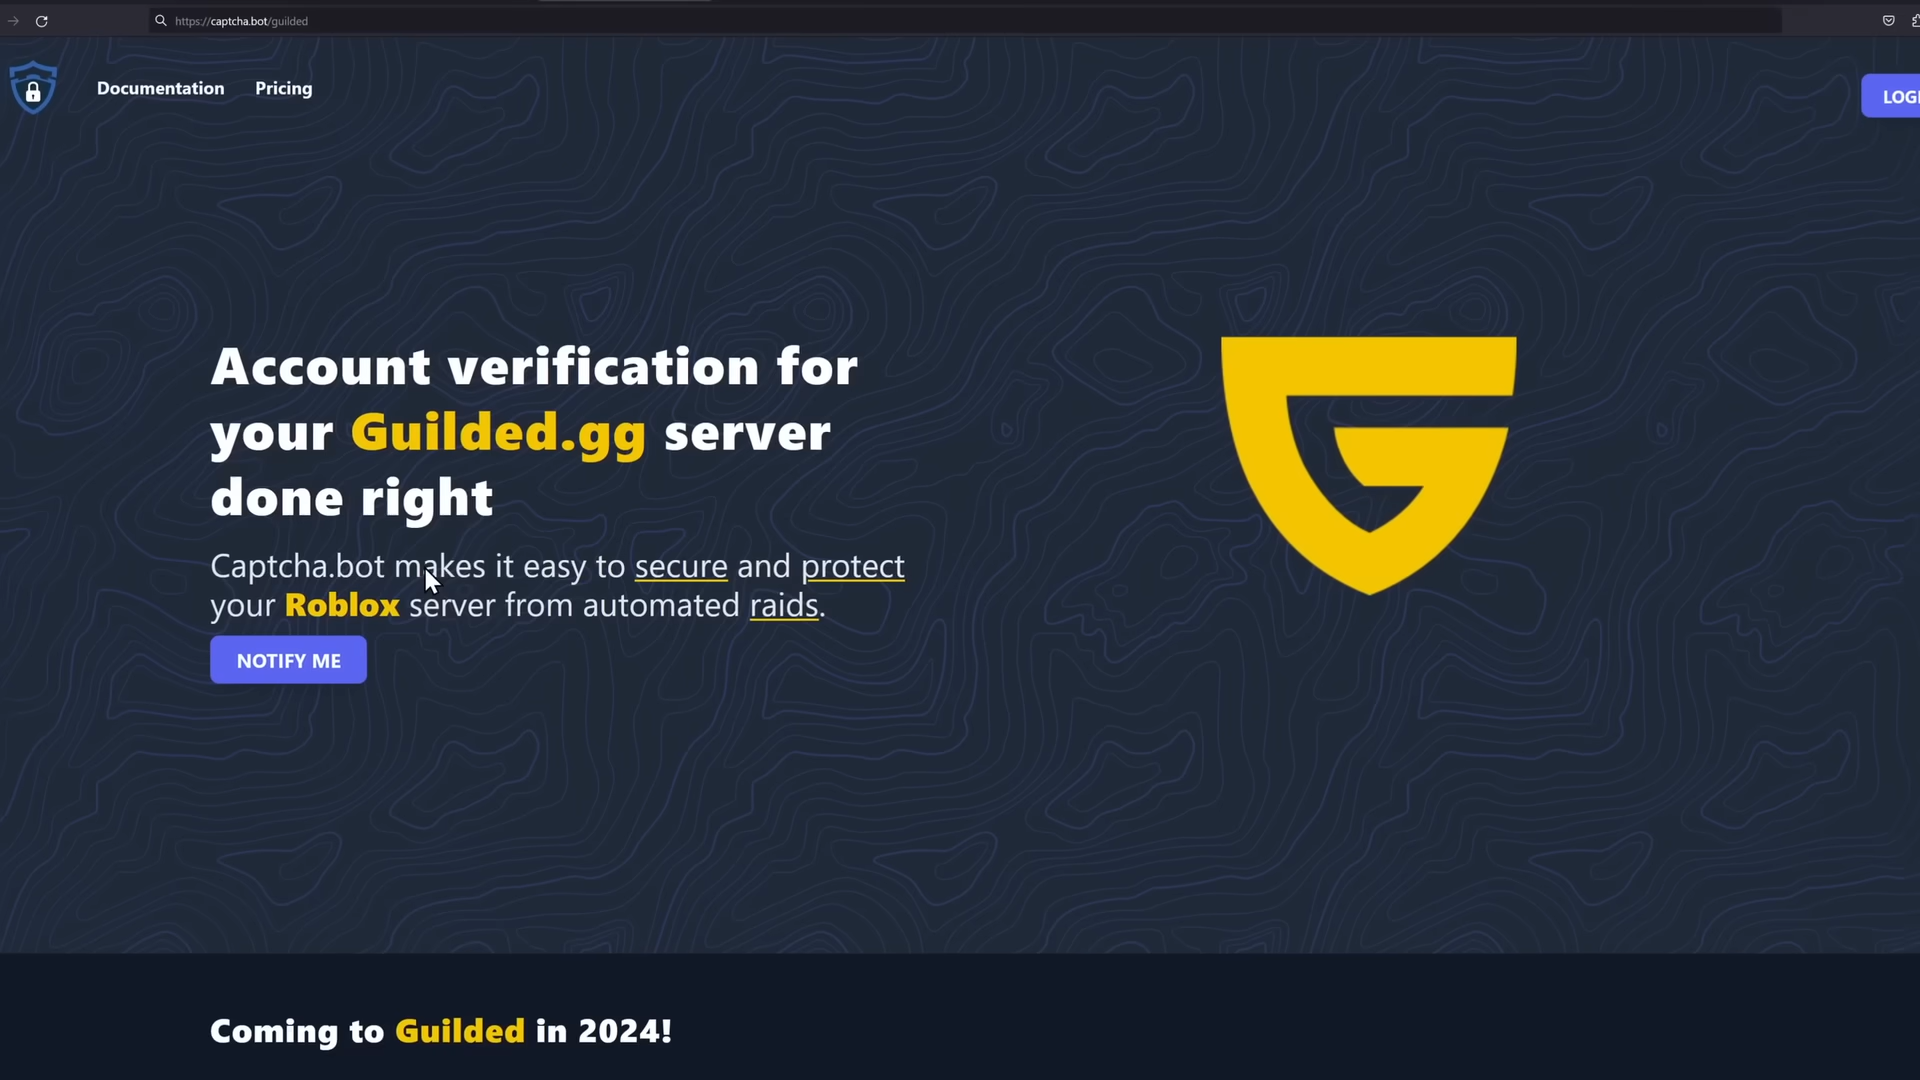 https://captcha.bot/guilded
Documentation
Pricing
LOGI
Account verification for
your Guilded.gg server
done right
Captcha.bot makes it easy to secure and protect
your Roblox server from automated raids.
NOTIFY ME
Coming to Guilded in 2024!